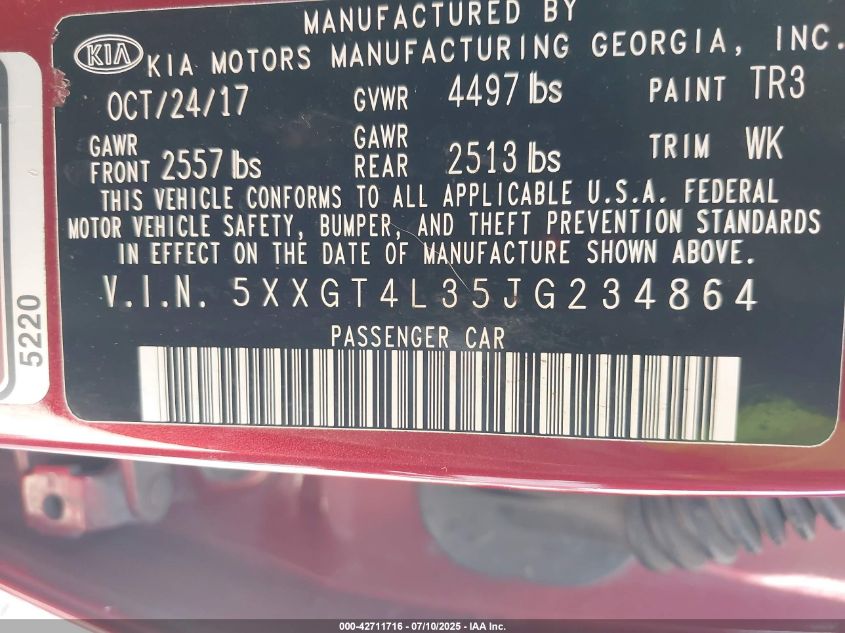 MANUFACTURED BY
KIA KIA MOTORS MANUFACTURING GEORGIA, INC.
OCT/24/17 GVWR 4497 lbs PAINT TR3
GAWR FRONT 2557 lbs GAWR REAR 2513 lbs TRIM WK
THIS VEHICLE CONFORMS TO ALL APPLICABLE U.S.A. FEDERAL
MOTOR VEHICLE SAFETY, BUMPER, AND THEFT PREVENTION STANDARDS
IN EFFECT ON THE DATE OF MANUFACTURE SHOWN ABOVE.
V.I.N. 5XXGT4L35JG234864
PASSENGER CAR
5220
000-42711716 - 07/10/2025 - IAA Inc.